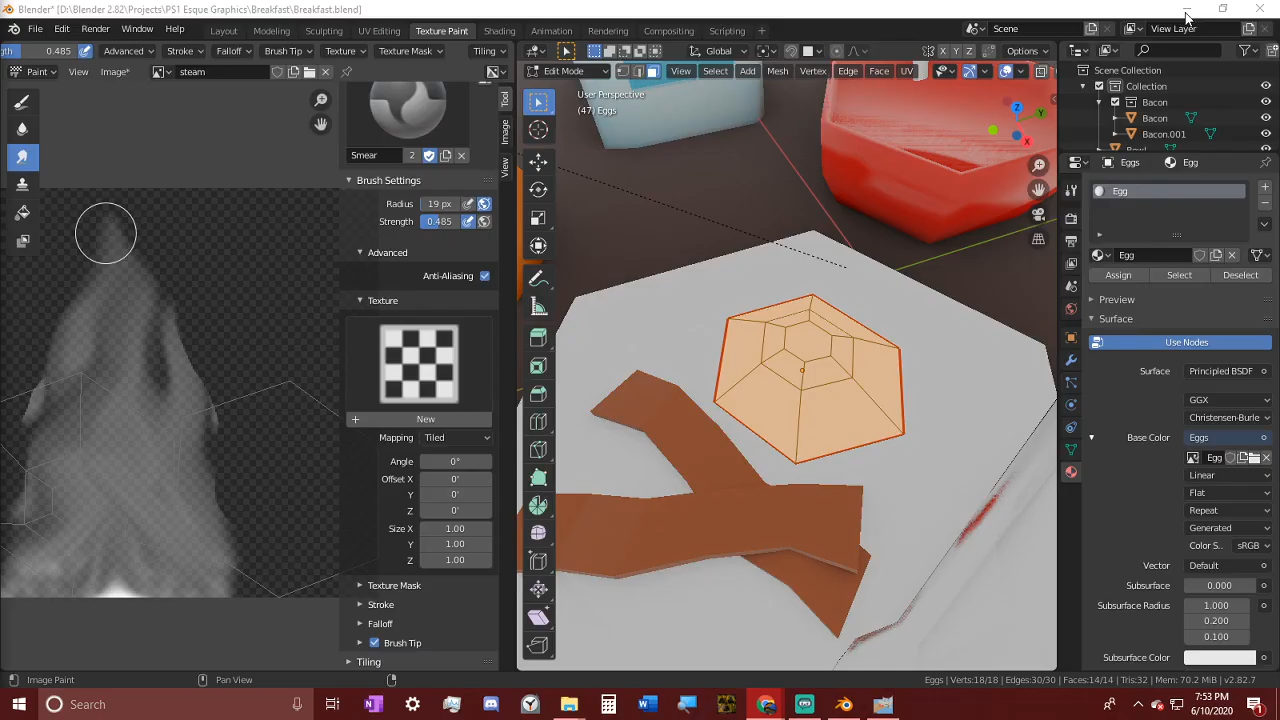 Blender* [D:\Blender 2.82\Projects\PS1 Esque Graphics\Breakfast\Breakfast.blend]
File Edit Render Window Help Layout Modeling Sculpting UV Editing Texture Paint Shading Animation Rendering Compositing Scripting Scene View Layer
0.485 Advanced Stroke Falloff Brush Tip Texture Texture Mask Tiling Global X Y Z Options
Paint View Image* steam Edit Mode View Select Add Mesh Vertex Edge Face UV
Scene Collection
Collection
Bacon
Bacon
Bacon.001
User Perspective
(47) Eggs
Z
Y
X
Tool
Image
View
Smear 2
Brush Settings
Radius 19 px
Strength 0.485
Advanced
Anti-Aliasing
Texture
New
Mapping Tiled
Angle 0°
Offset X 0'
Y 0'
Z 0'
Size X 1.00
Y 1.00
Z 1.00
Texture Mask
Stroke
Falloff
Brush Tip
Tiling
Eggs Egg
Egg
Egg
Assign Select Deselect
Preview
Surface
Use Nodes
Surface Principled BSDF
GGX
Christensen-Burle
Base Color Eggs
Egg
Linear
Flat
Repeat
Generated
Color S.. sRGB
Vector Default
Subsurface 0.000
Subsurface Radius 1.000
0.200
0.100
Subsurface Color
Image Paint Pan View Eggs | Verts:18/18 | Edges:30/30 | Faces:14/14 | Tris:32 | Mem: 70.2 MiB | v2.82.7
Search
7:53 PM
6/10/2020
1